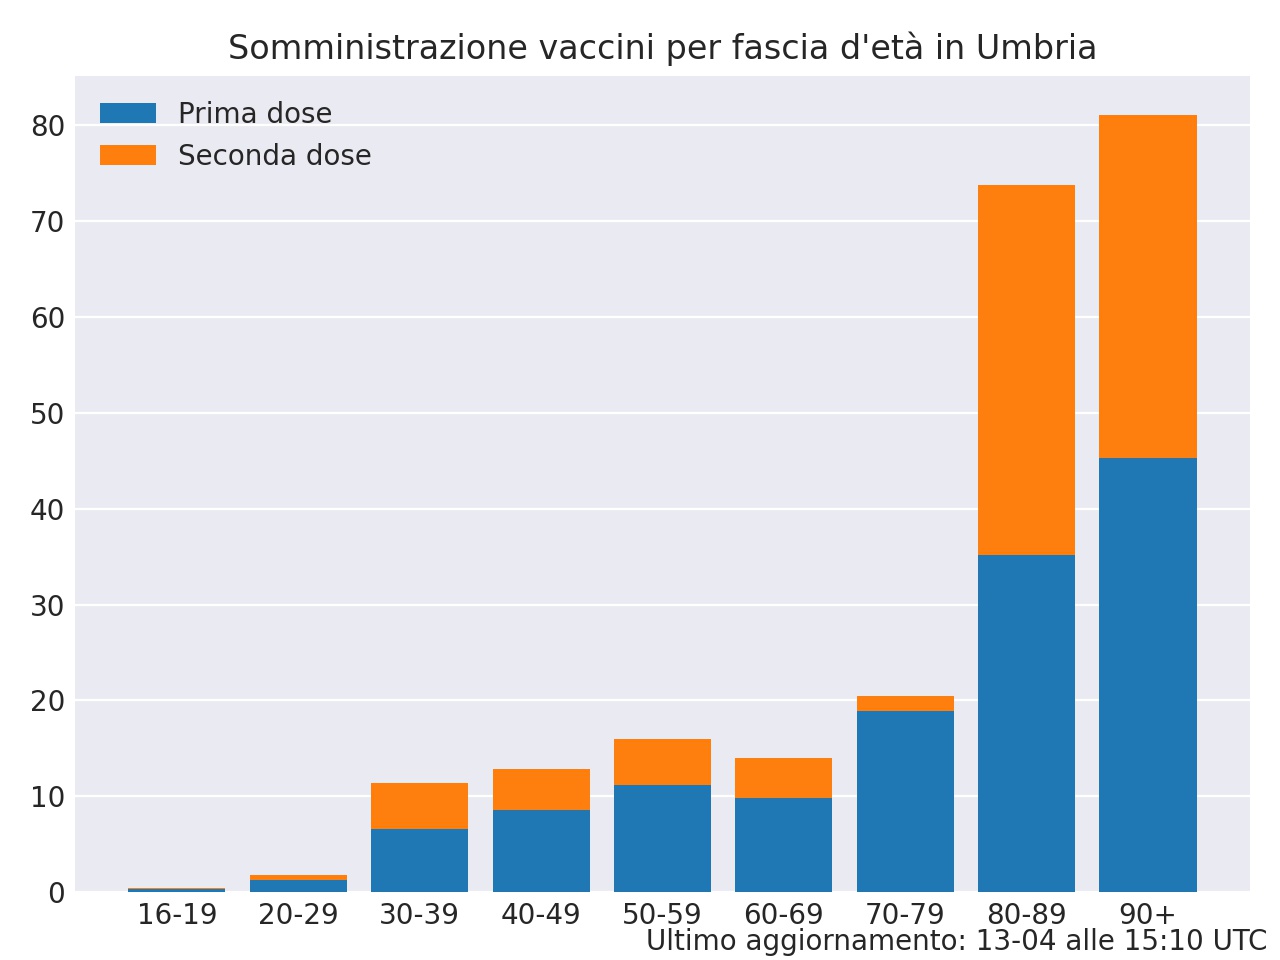 Somministrazione vaccini per fascia d'età in Umbria
Prima dose
Seconda dose
80
70
60
50
40
30
20
10
0
16-19 20-29 30-39 40-49 50-59 60-69 70-79 80-89 90+
Ultimo aggiornamento: 13-04 alle 15:10 UTC